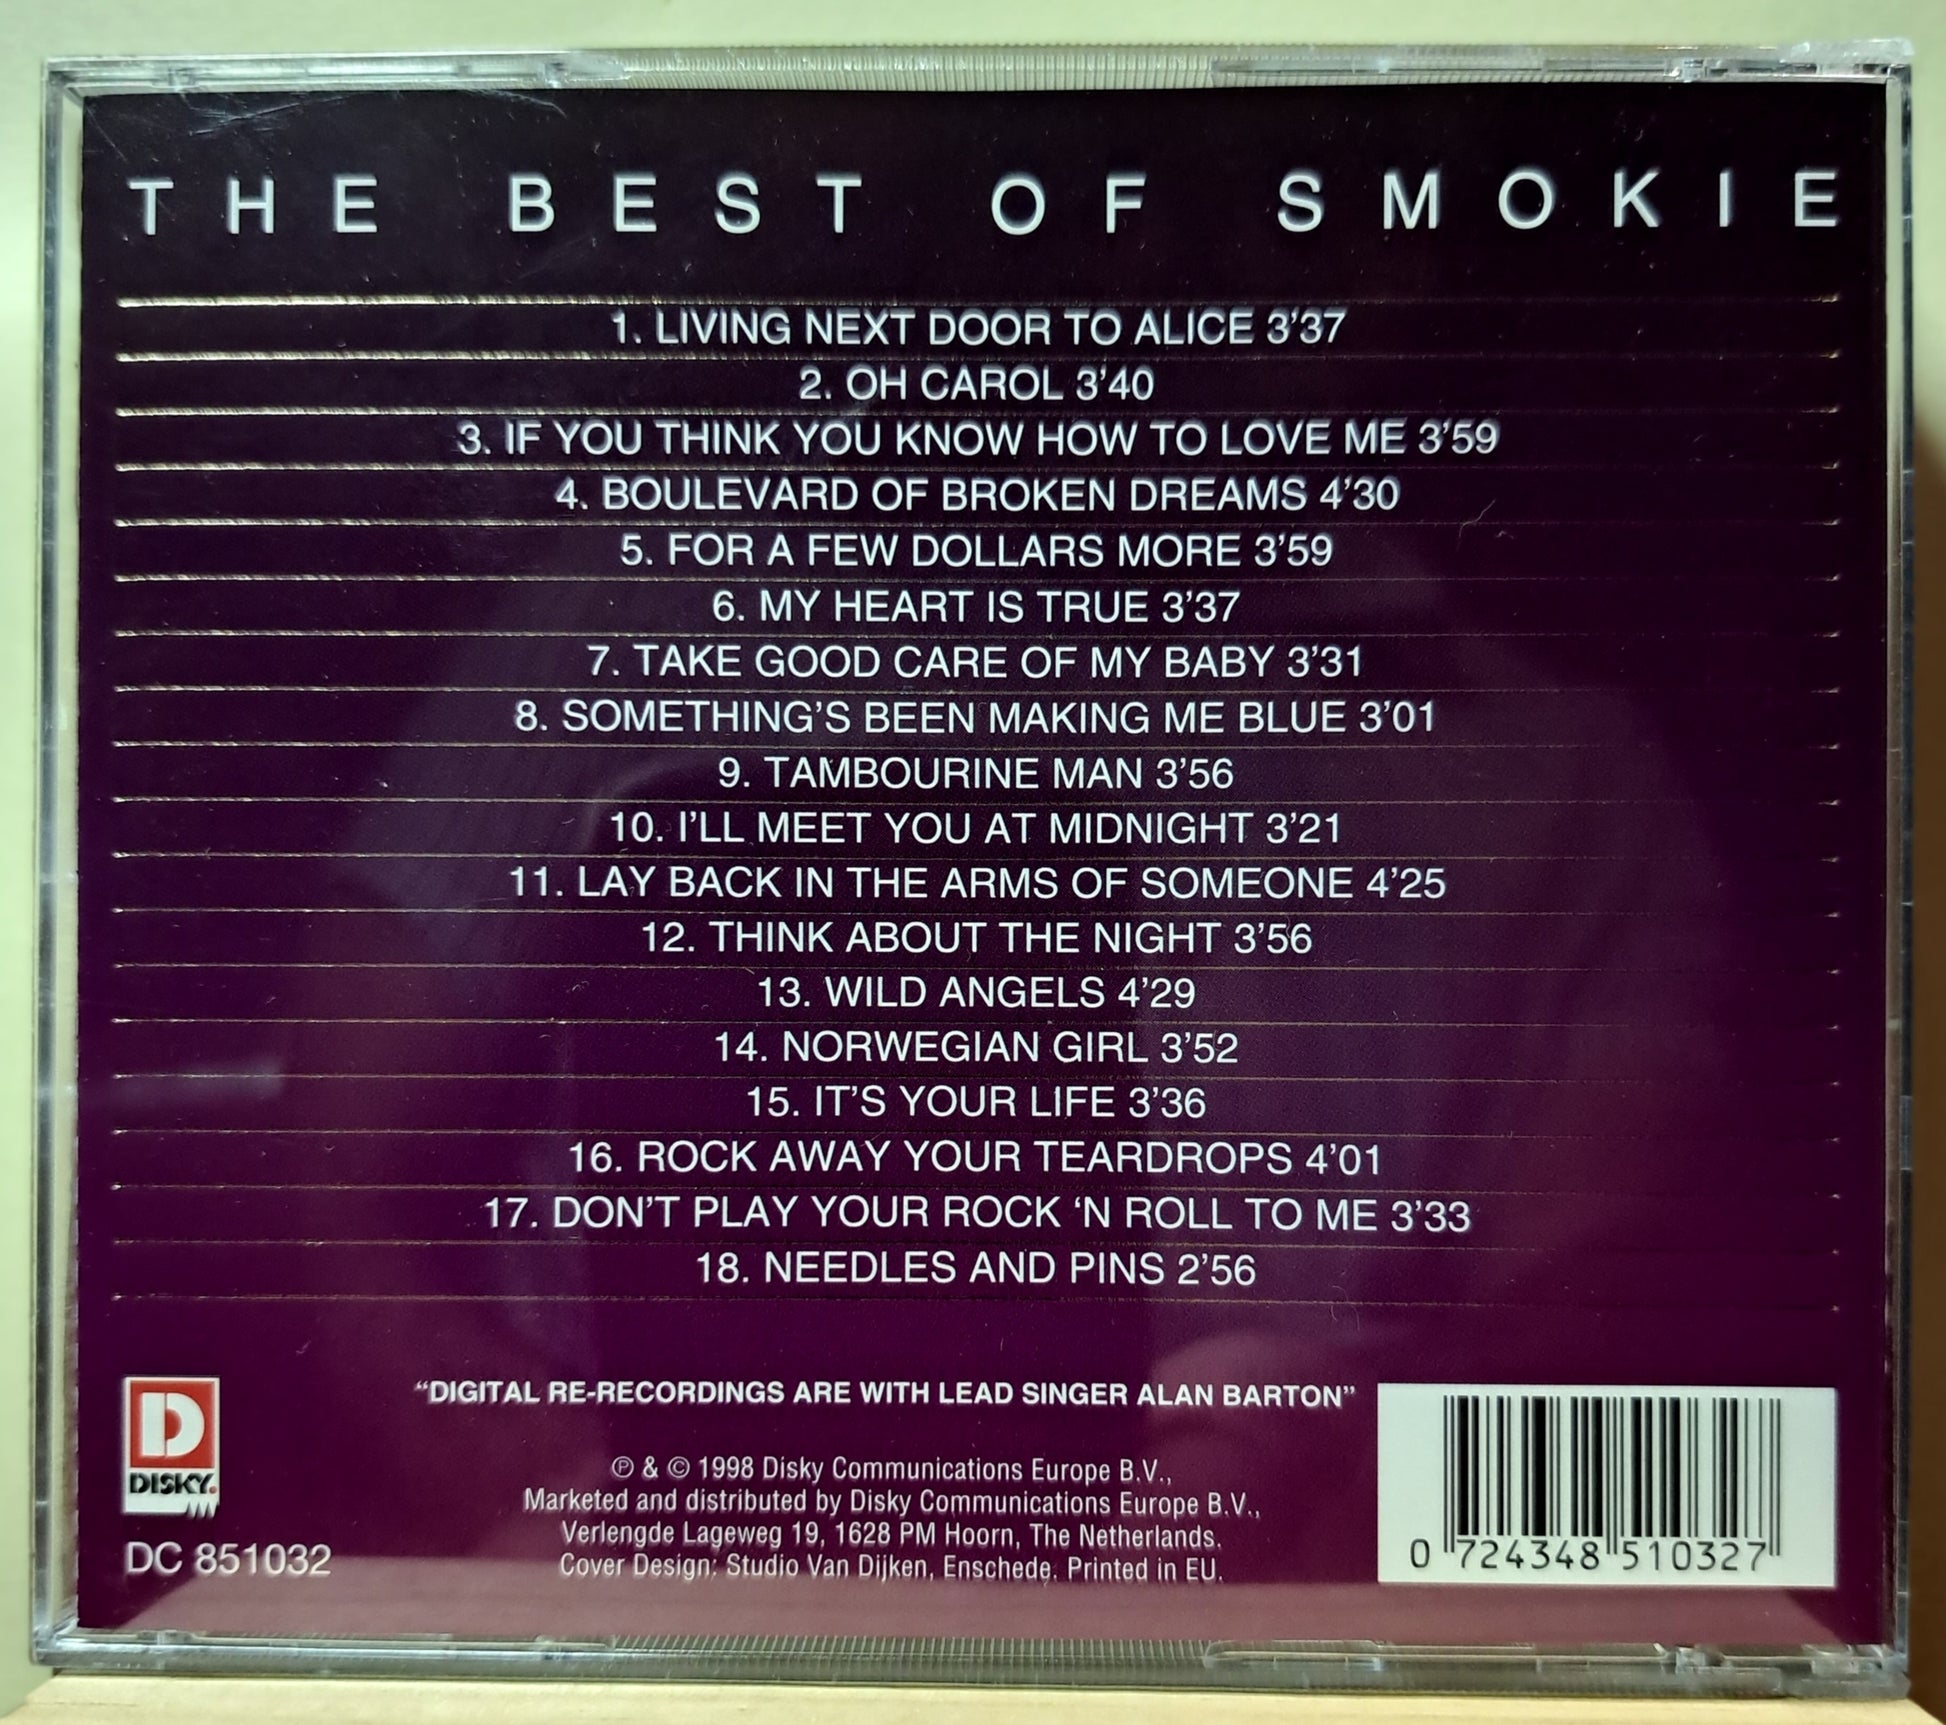 THE BEST OF SMOKIE
1. LIVING NEXT DOOR TO ALICE 3'37
2. OH CAROL 3'40
3. IF YOU THINK YOU KNOW HOW TO LOVE ME 3'59
4. BOULEVARD OF BROKEN DREAMS 4'30
5. FOR A FEW DOLLARS MORE 3'59
6. MY HEART IS TRUE 3'37
7. TAKE GOOD CARE OF MY BABY 3'31
8. SOMETHING'S BEEN MAKING ME BLUE 3'01
9. TAMBOURINE MAN 3'56
10. I'LL MEET YOU AT MIDNIGHT 3'21
11. LAY BACK IN THE ARMS OF SOMEONE 4'25
12. THINK ABOUT THE NIGHT 3'56
13. WILD ANGELS 4'29
14. NORWEGIAN GIRL 3'52
15. IT'S YOUR LIFE 3'36
16. ROCK AWAY YOUR TEARDROPS 4'01
17. DON'T PLAY YOUR ROCK 'N ROLL TO ME 3'33
18. NEEDLES AND PINS 2'56
“DIGITAL RE-RECORDINGS ARE WITH LEAD SINGER ALAN BARTON”
℗ & © 1998 Disky Communications Europe B.V.,
Marketed and distributed by Disky Communications Europe B.V.,
Verlengde Lageweg 19, 1628 PM Hoorn, The Netherlands.
Cover Design: Studio Van Dijken, Enschede. Printed in EU.
D
DISKY.
DC 851032
0 724348 510327